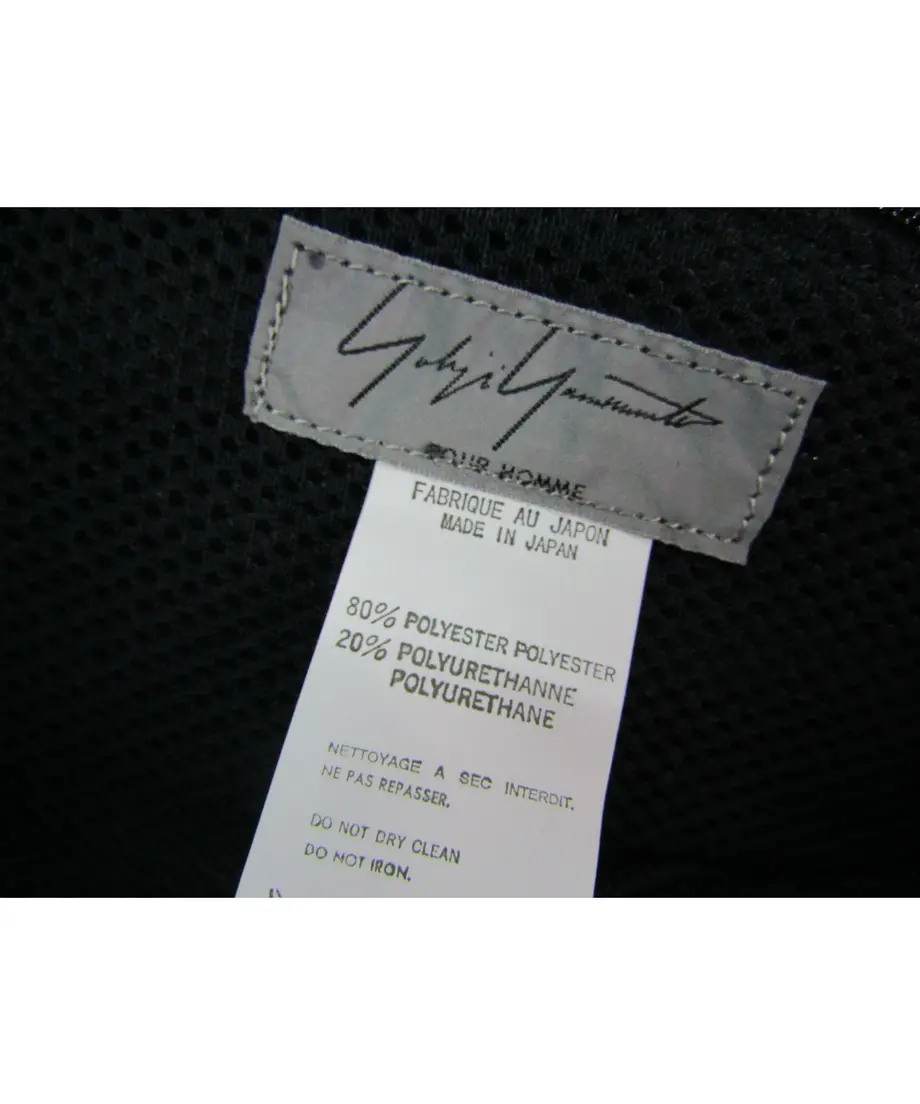 Yohji Yamamoto
POUR HOMME
FABRIQUE AU JAPON
MADE IN JAPAN
80% POLYESTER POLYESTER
20% POLYURETHANNE
POLYURETHANE
NETTOYAGE A SEC INTERDIT.
NE PAS REPASSER.
DO NOT DRY CLEAN
DO NOT IRON.